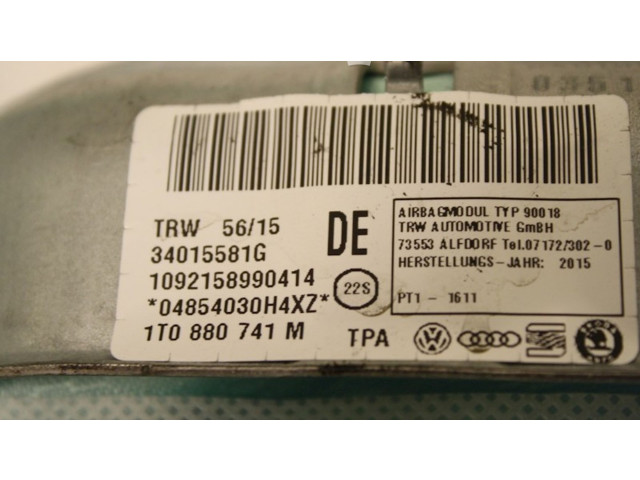 0351
TRW 56/15
34015581G
1092158990414
*04854030H4XZ*
1T0 880 741 M
DE
22S
TPA
AIRBAGMODUL TYP 90018
TRW AUTOMOTIVE GmBH
73553 ALFDORF Tel.07172/302-0
HERSTELLUNGS-JAHR: 2015
PT1 - 1611